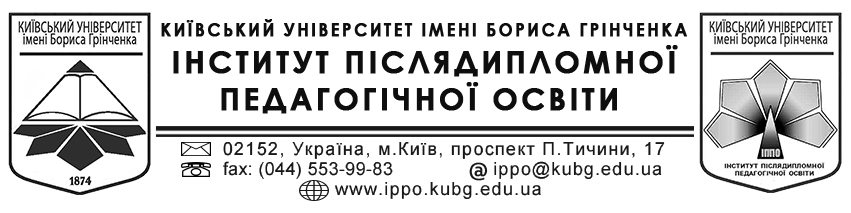 КИЇВСЬКИЙ УНІВЕРСИТЕТ
імені Бориса Грінченка
1874
КИЇВСЬКИЙ УНІВЕРСИТЕТ ІМЕНІ БОРИСА ГРІНЧЕНКА
ІНСТИТУТ ПІСЛЯДИПЛОМНОЇ
ПЕДАГОГІЧНОЇ ОСВІТИ
02152, Україна, м.Київ, проспект П.Тичини, 17
fax: (044) 553-99-83 @ ippo@kubg.edu.ua
www.ippo.kubg.edu.ua
КИЇВСЬКИЙ УНІВЕРСИТЕТ
імені Бориса Грінченка
ІППО
ІНСТИТУТ ПІСЛЯДИПЛОМНОЇ
ПЕДАГОГІЧНОЇ ОСВІТИ